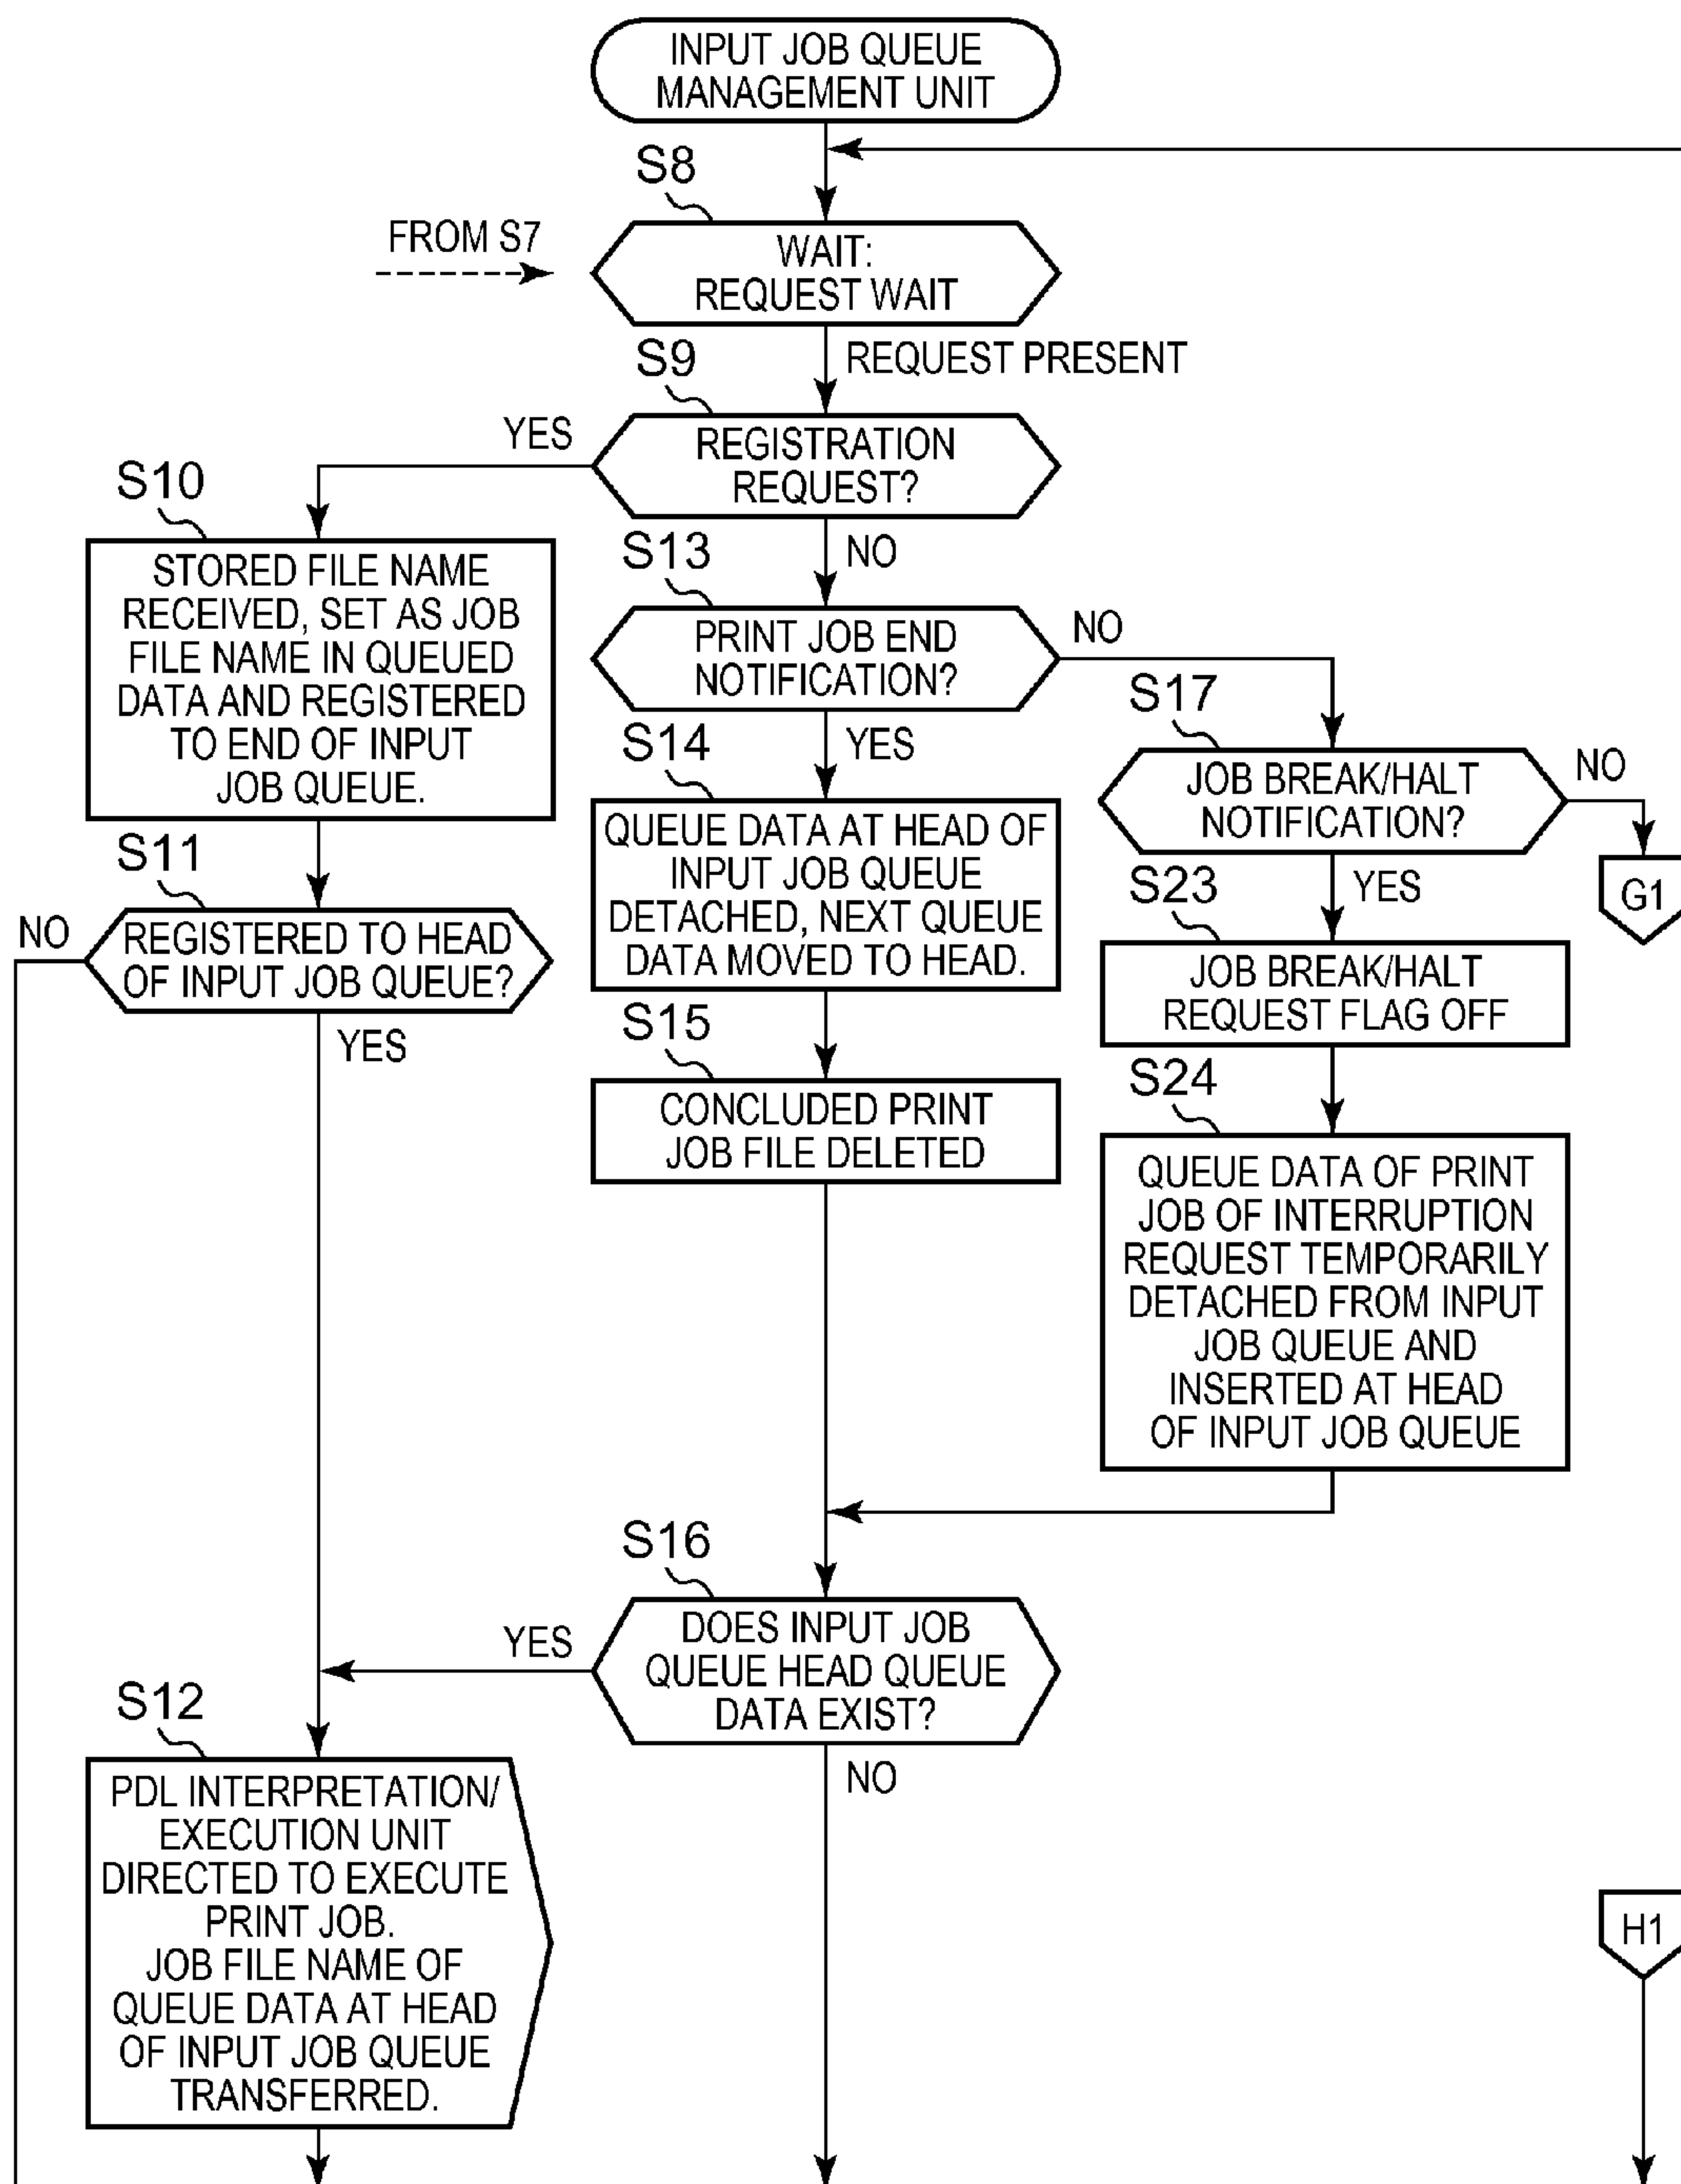 INPUT JOB QUEUE
MANAGEMENT UNIT
S8
FROM S7
WAIT:
REQUEST WAIT
REQUEST PRESENT
S9
YES
REGISTRATION
REQUEST?
NO
S10
STORED FILE NAME
RECEIVED, SET AS JOB
FILE NAME IN QUEUED
DATA AND REGISTERED
TO END OF INPUT
JOB QUEUE.
S11
NO
REGISTERED TO HEAD
OF INPUT JOB QUEUE?
YES
S13
PRINT JOB END
NOTIFICATION?
NO
YES
S14
QUEUE DATA AT HEAD OF
INPUT JOB QUEUE
DETACHED, NEXT QUEUE
DATA MOVED TO HEAD.
S15
CONCLUDED PRINT
JOB FILE DELETED
S17
JOB BREAK/HALT
NOTIFICATION?
NO
G1
YES
S23
JOB BREAK/HALT
REQUEST FLAG OFF
S24
QUEUE DATA OF PRINT
JOB OF INTERRUPTION
REQUEST TEMPORARILY
DETACHED FROM INPUT
JOB QUEUE AND
INSERTED AT HEAD
OF INPUT JOB QUEUE
S16
YES
DOES INPUT JOB
QUEUE HEAD QUEUE
DATA EXIST?
NO
S12
PDL INTERPRETATION/
EXECUTION UNIT
DIRECTED TO EXECUTE
PRINT JOB.
JOB FILE NAME OF
QUEUE DATA AT HEAD
OF INPUT JOB QUEUE
TRANSFERRED.
H1